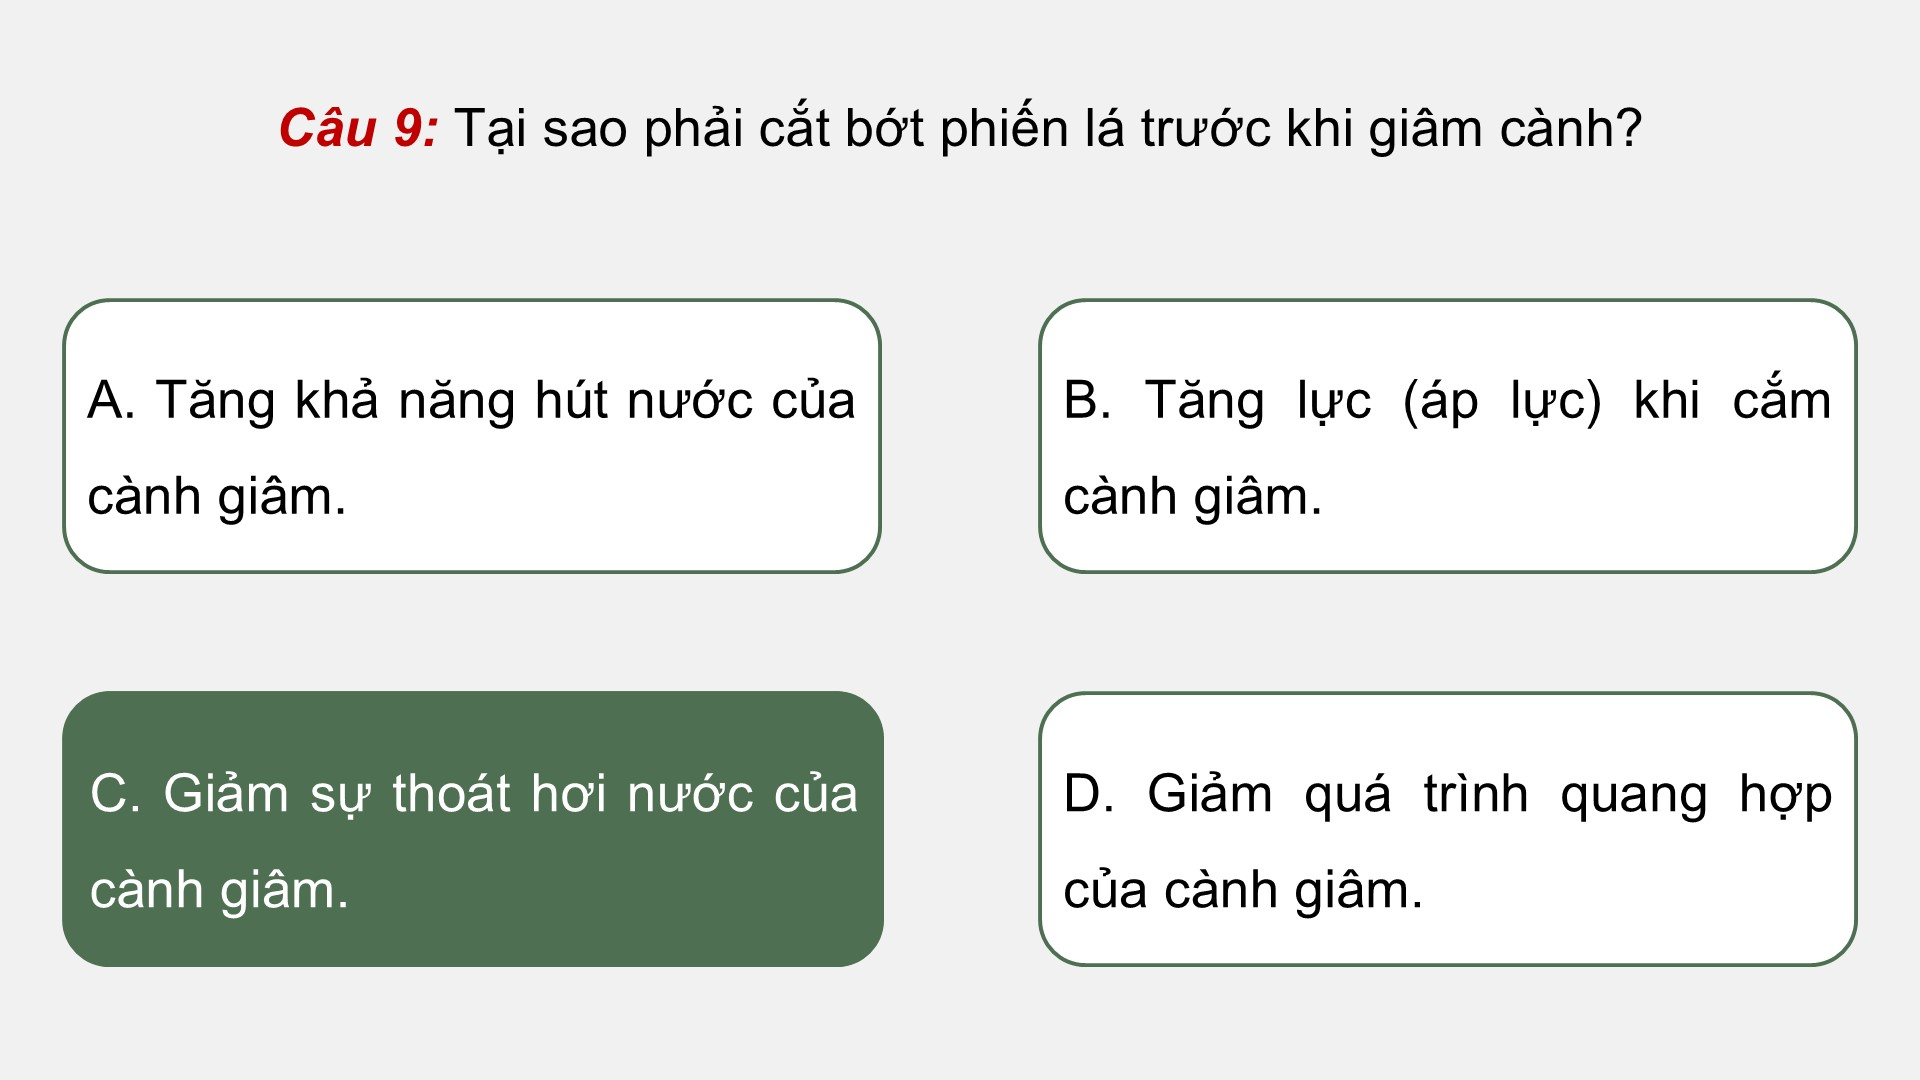 Câu 9: Tại sao phải cắt bớt phiến lá trước khi giâm cành?
A. Tăng khả năng hút nước của
cành giâm.
B. Tăng lực (áp lực) khi cắm
cành giâm.
C. Giảm sự thoát hơi nước của
cành giâm.
D. Giảm quá trình quang hợp
của cành giâm.